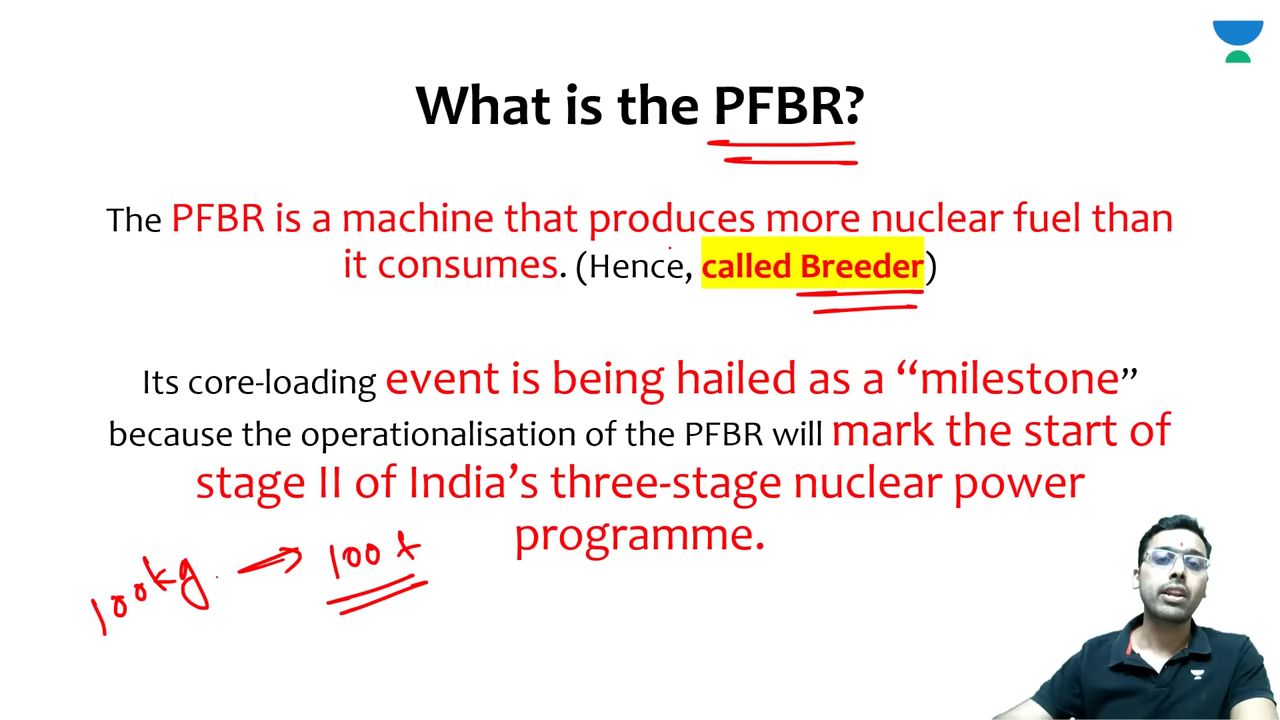 What is the PFBR?
The PFBR is a machine that produces more nuclear fuel than
it consumes. (Hence, called Breeder)
Its core-loading event is being hailed as a “milestone”
because the operationalisation of the PFBR will mark the start of
stage II of India’s three-stage nuclear power
programme.
100kg → 100